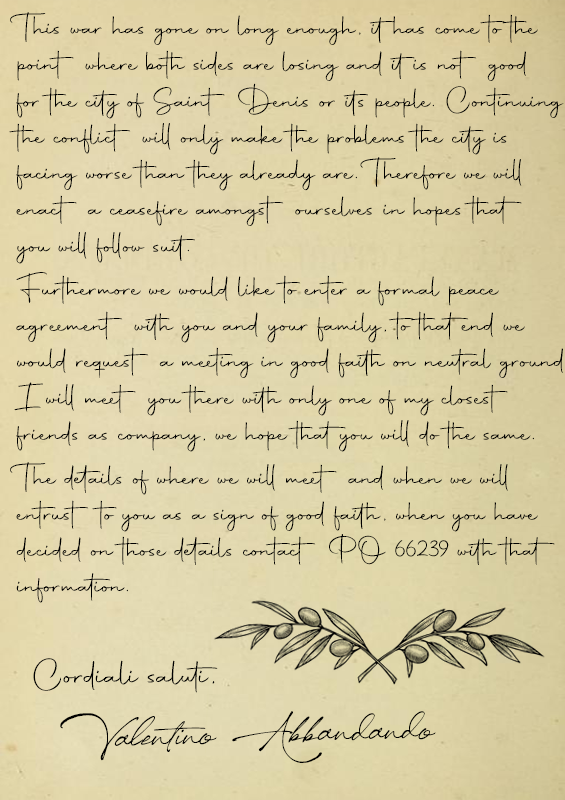 This war has gone on long enough, it has come to the
point where both sides are losing and it is not good
for the city of Saint Denis or its people. Continuing
the conflict will only make the problems the city is
facing worse than they already are. Therefore we will
enact a ceasefire amongst ourselves in hopes that
you will follow suit.
Furthermore we would like to enter a formal peace
agreement with you and your family, to that end we
would request a meeting in good faith on neutral ground
I will meet you there with only one of my closest
friends as company, we hope that you will do the same.
The details of where we will meet and when we will
entrust to you as a sign of good faith, when you have
decided on those details contact PO 66239 with that
information.
Cordiali saluti,
Valentino Abbandando